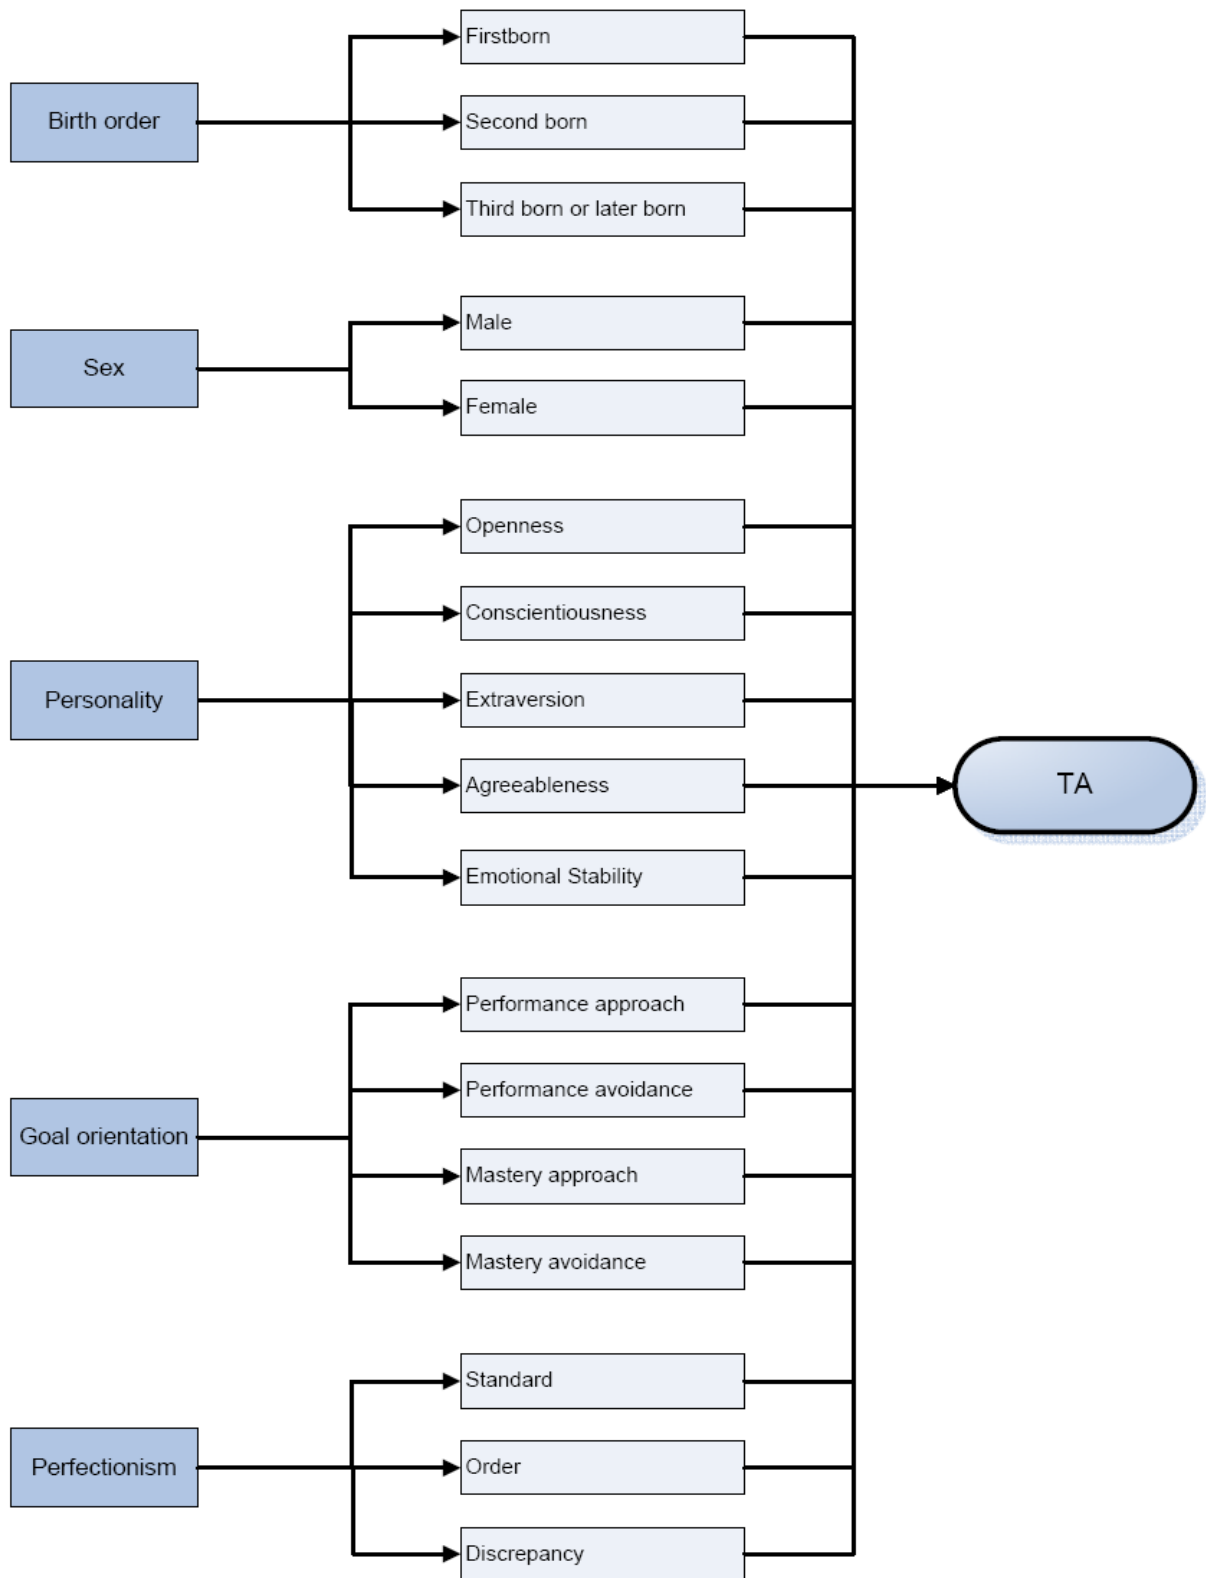 Birth order
Firstborn
Second born
Third born or later born
Sex
Male
Female
Personality
Openness
Conscientiousness
Extraversion
Agreeableness
Emotional Stability
Goal orientation
Performance approach
Performance avoidance
Mastery approach
Mastery avoidance
Perfectionism
Standard
Order
Discrepancy
TA